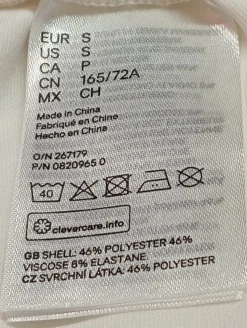 EUR S
US S
CA P
CN 165/72A
MX CH
Made in China
Fabriqué en Chine
Hecho en China
O/N 267179
P/N 0820965 0
40
clevercare.info
GB SHELL: 46% POLYESTER 46%
VISCOSE 8% ELASTANE
CZ SVRCHNÍ LÁTKA: 46% POLYESTER